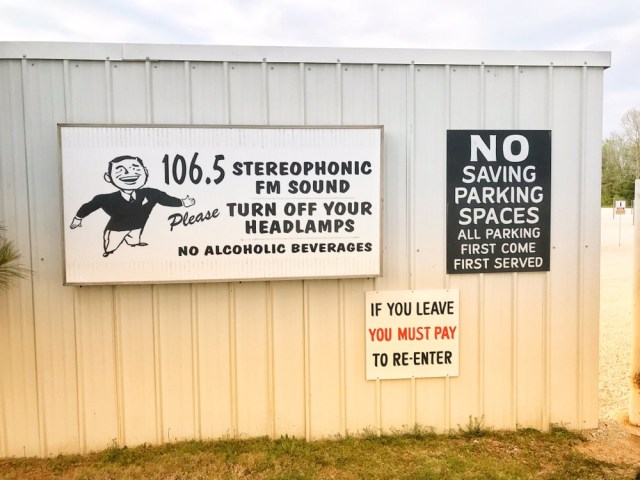 106.5 STEREOPHONIC
FM SOUND
Please TURN OFF YOUR
HEADLAMPS
NO ALCOHOLIC BEVERAGES
NO
SAVING
PARKING
SPACES
ALL PARKING
FIRST COME
FIRST SERVED
IF YOU LEAVE
YOU MUST PAY
TO RE-ENTER